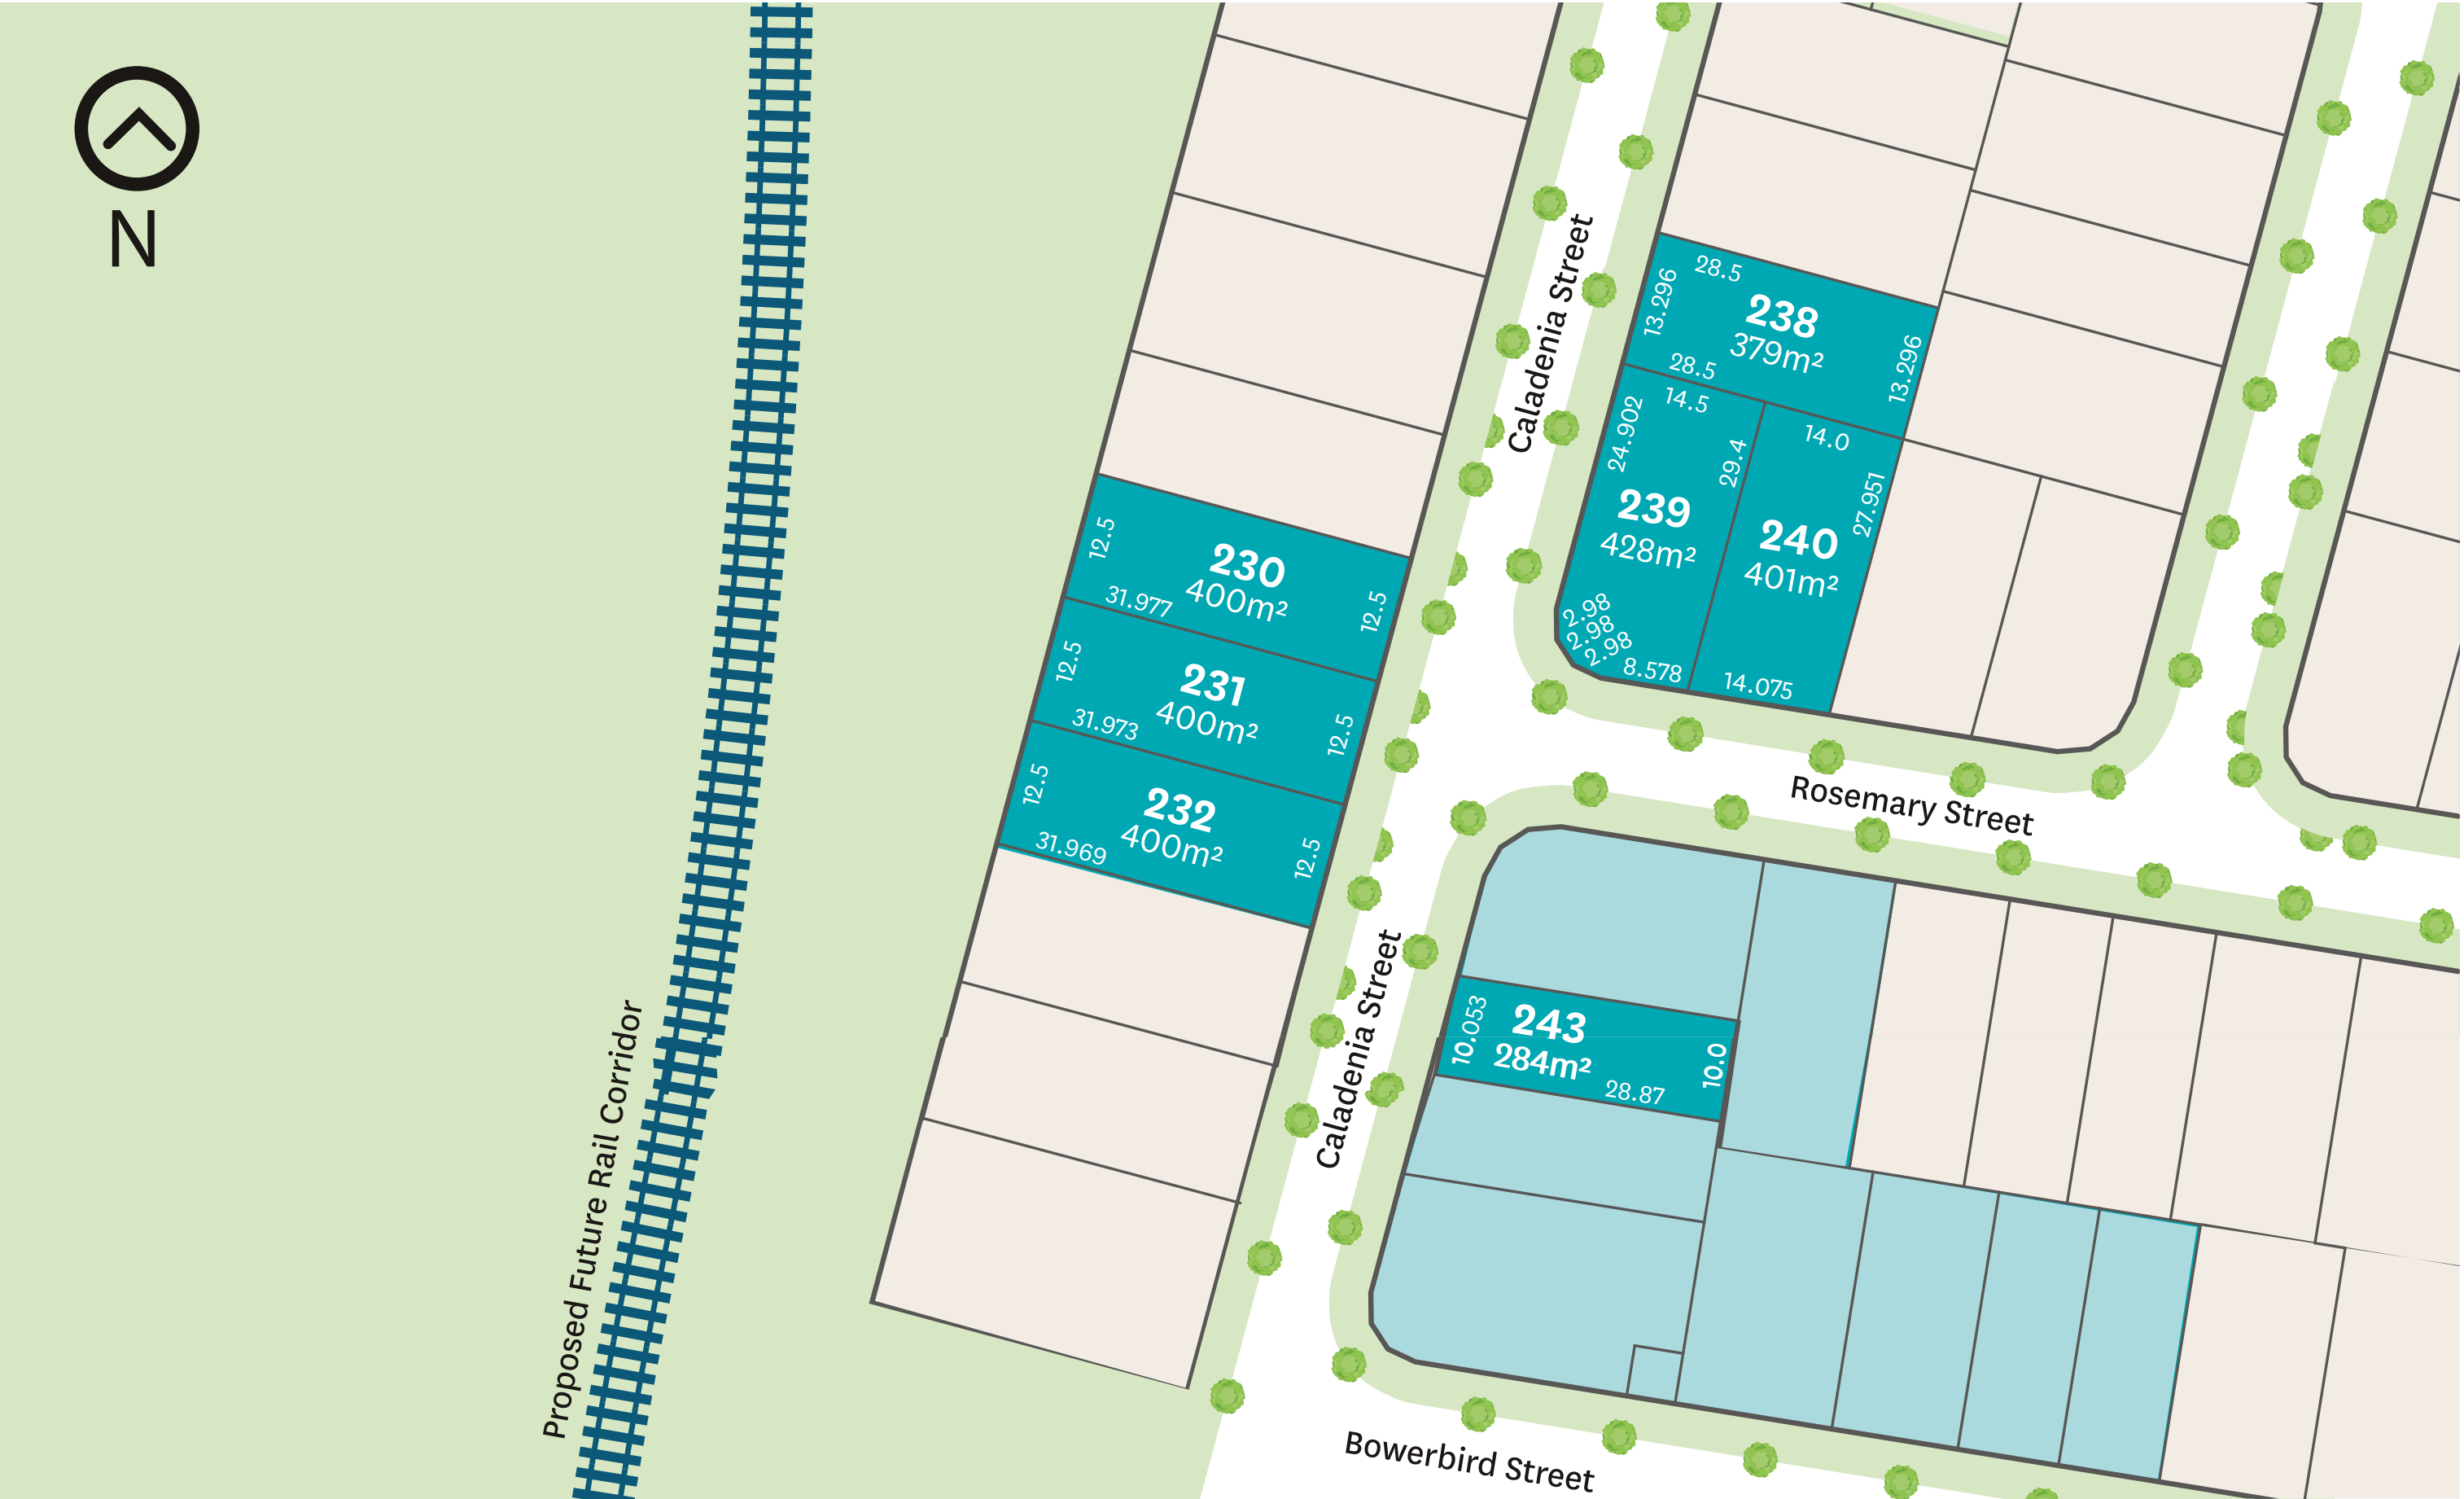 N
Proposed Future Rail Corridor
Caladenia Street
28.5
13.296
238
379m²
13.296
28.5
14.5
24.902
29.4
239
428m²
2.98
2.98
2.98
8.578
14.0
27.951
240
401m²
14.075
12.5
230
400m²
31.977
12.5
12.5
231
400m²
31.973
12.5
12.5
232
400m²
31.969
12.5
Rosemary Street
Caladenia Street
10.053
243
284m²
10.0
28.87
Bowerbird Street